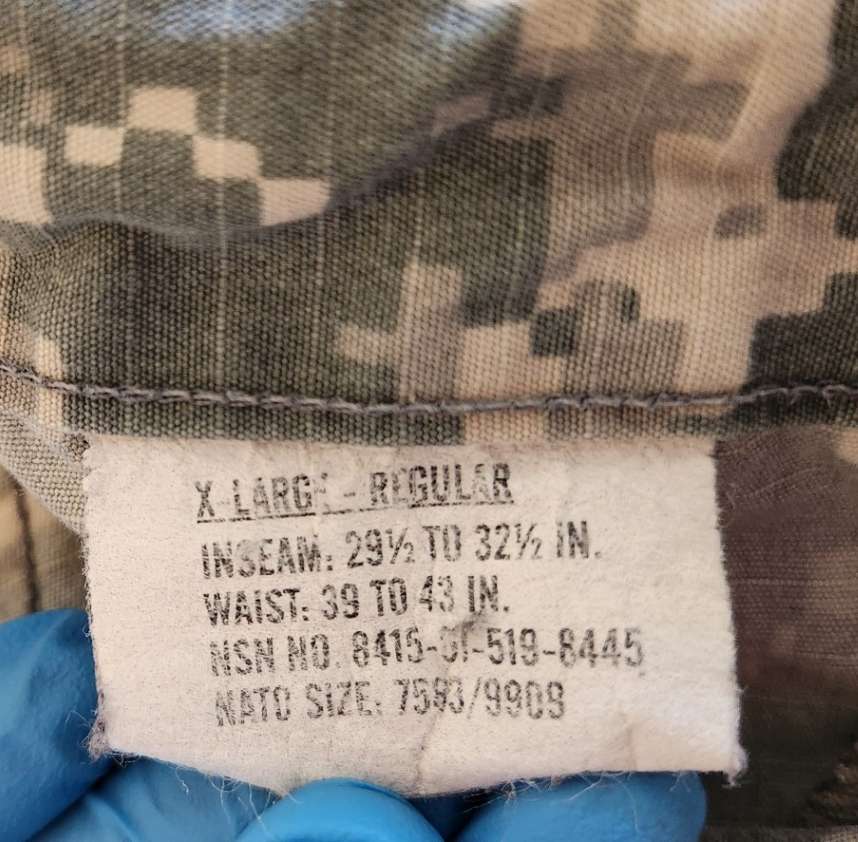 X-LARGE - REGULAR
INSEAM: 29½ TO 32½ IN.
WAIST: 39 TO 43 IN.
NSN NO. 8415-01-519-8445
NATO SIZE: 7583/9909